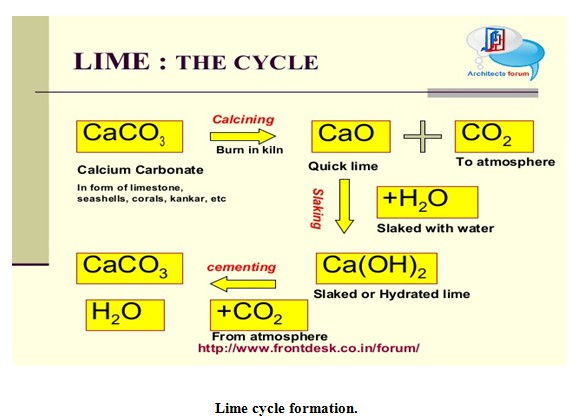 LIME : THE CYCLE
Architects forum
CaCO₃
Calcining
Burn in kiln
CaO
+
CO₂
Calcium Carbonate
In form of limestone,
seashells, corals, kankar, etc
Quick lime
To atmosphere
Slaking
+H₂O
Slaked with water
CaCO₃
cementing
Ca(OH)₂
Slaked or Hydrated lime
H₂O
+CO₂
From atmosphere
http://www.frontdesk.co.in/forum/
Lime cycle formation.